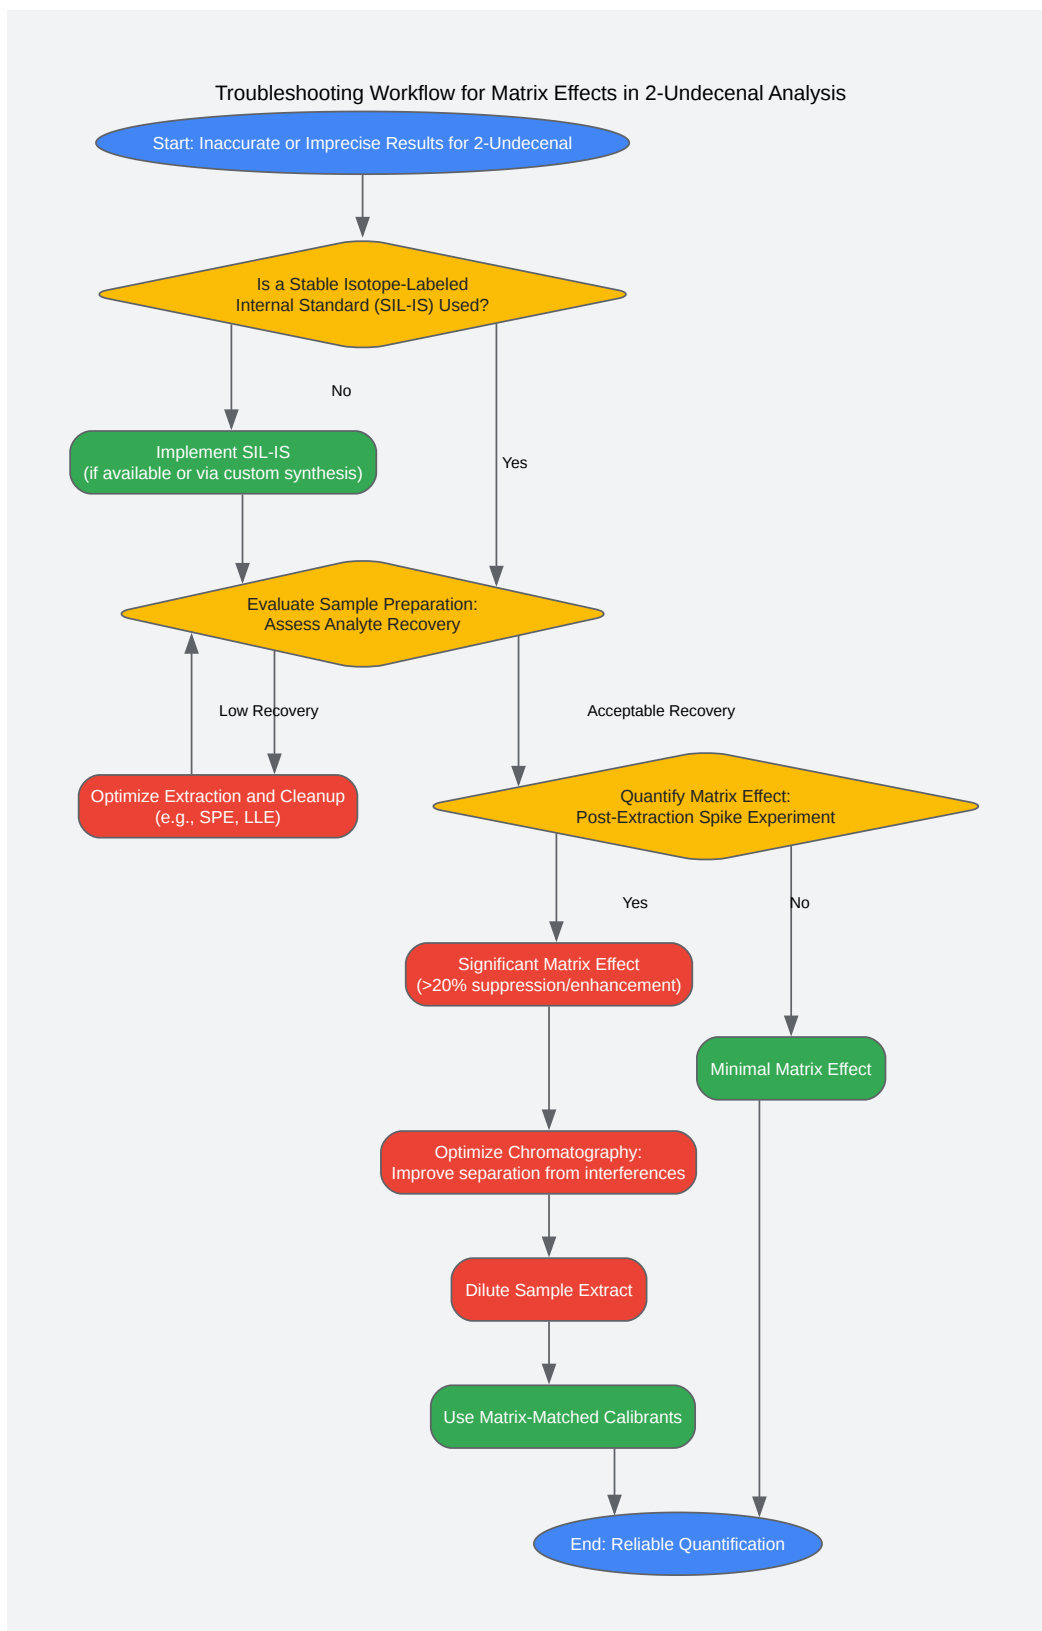 Troubleshooting Workflow for Matrix Effects in 2-Undecenal Analysis
Start: Inaccurate or Imprecise Results for 2-Undecenal
Is a Stable Isotope-Labeled
Internal Standard (SIL-IS) Used?
No
Implement SIL-IS
(if available or via custom synthesis)
Yes
Evaluate Sample Preparation:
Assess Analyte Recovery
Low Recovery
Acceptable Recovery
Optimize Extraction and Cleanup
(e.g., SPE, LLE)
Quantify Matrix Effect:
Post-Extraction Spike Experiment
Yes
No
Significant Matrix Effect
(>20% suppression/enhancement)
Minimal Matrix Effect
Optimize Chromatography:
Improve separation from interferences
Dilute Sample Extract
Use Matrix-Matched Calibrants
End: Reliable Quantification